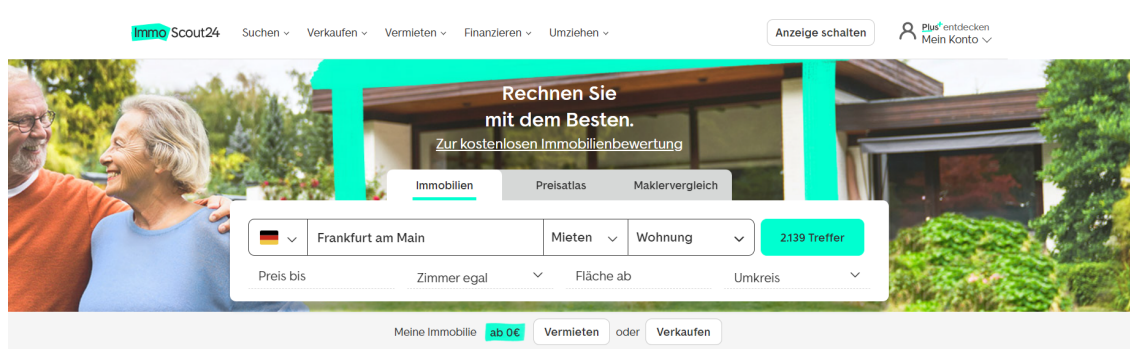 Immo Scout24 Suchen Verkaufen Vermieten Finanzieren Umziehen Anzeige schalten
Plus+ entdecken
Mein Konto
Rechnen Sie
mit dem Besten.
Zur kostenlosen Immobilienbewertung
Immobilien Preisatlas Maklervergleich
Frankfurt am Main Mieten Wohnung 2.139 Treffer
Preis bis Zimmer egal Fläche ab Umkreis
Meine Immobilie ab 0€ Vermieten oder Verkaufen